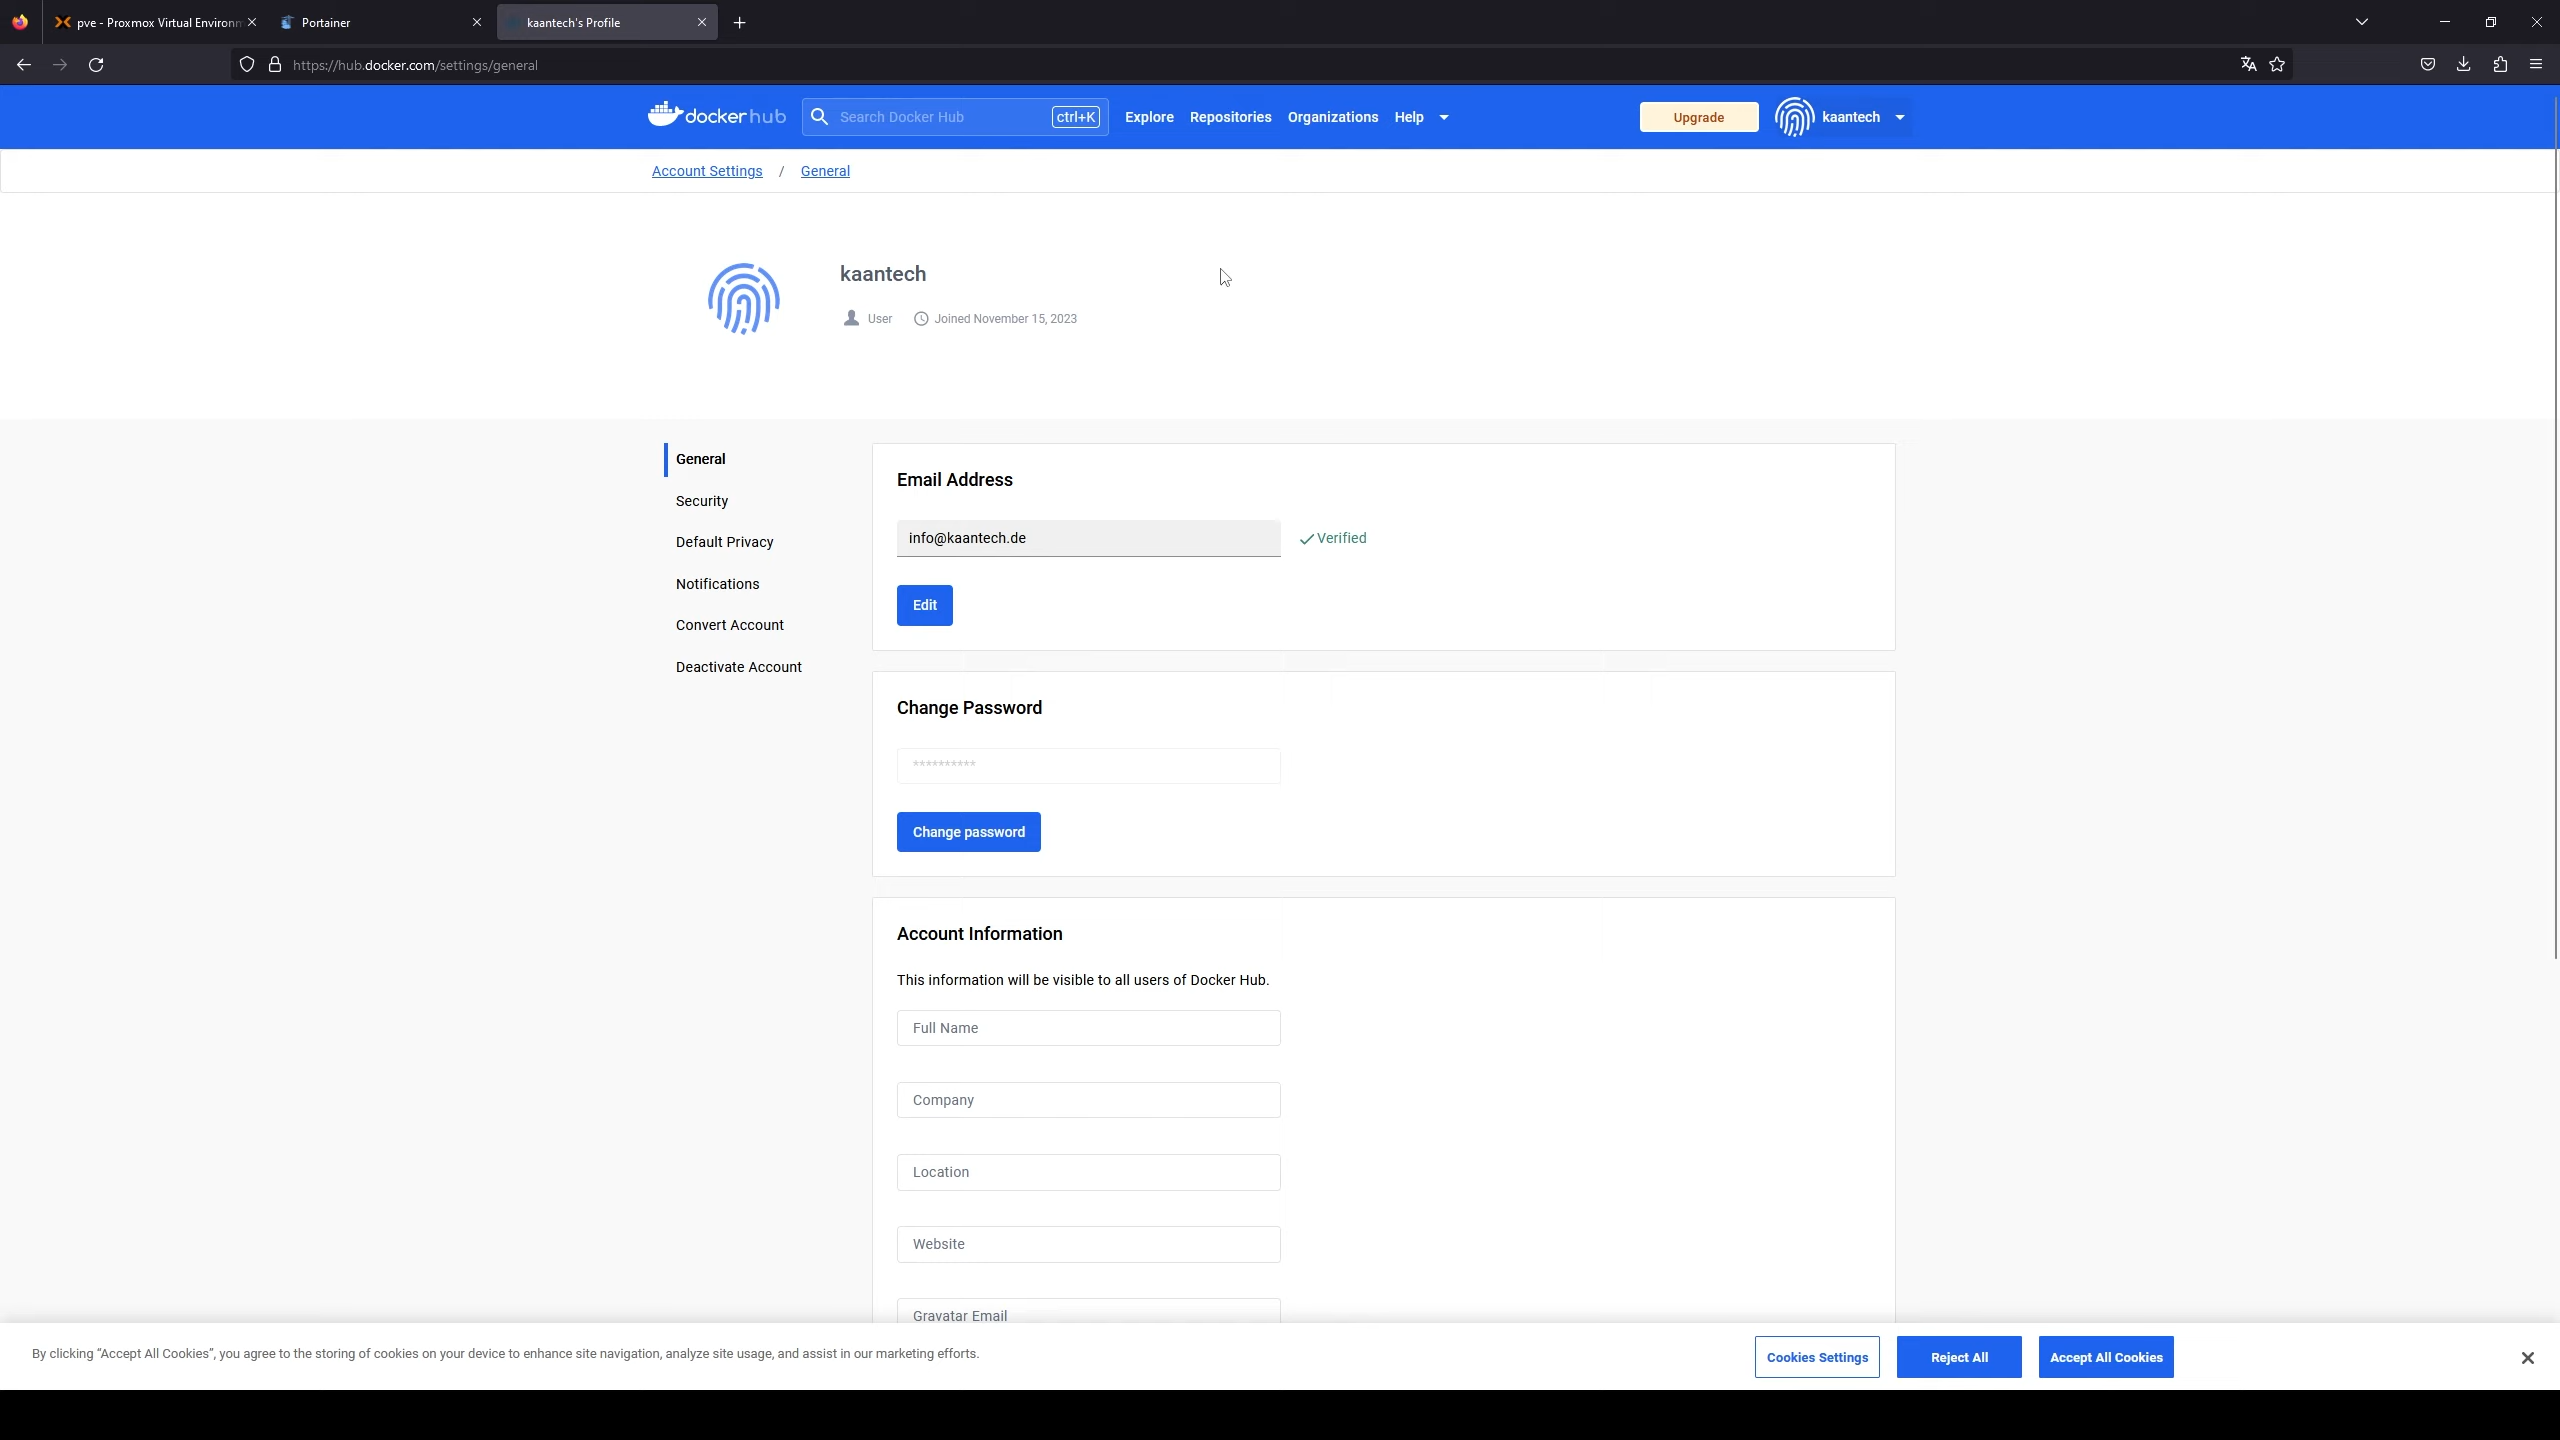 pve - Proxmox Virtual Environm
Portainer
kaantech's Profile
https://hub.docker.com/settings/general
docker hub
Search Docker Hub
ctrl+K
Explore
Repositories
Organizations
Help
Upgrade
kaantech
Account Settings / General
kaantech
User
Joined November 15, 2023
General
Security
Default Privacy
Notifications
Convert Account
Deactivate Account
Email Address
info@kaantech.de
Verified
Edit
Change Password
**********
Change password
Account Information
This information will be visible to all users of Docker Hub.
Full Name
Company
Location
Website
Gravatar Email
By clicking “Accept All Cookies”, you agree to the storing of cookies on your device to enhance site navigation, analyze site usage, and assist in our marketing efforts.
Cookies Settings
Reject All
Accept All Cookies